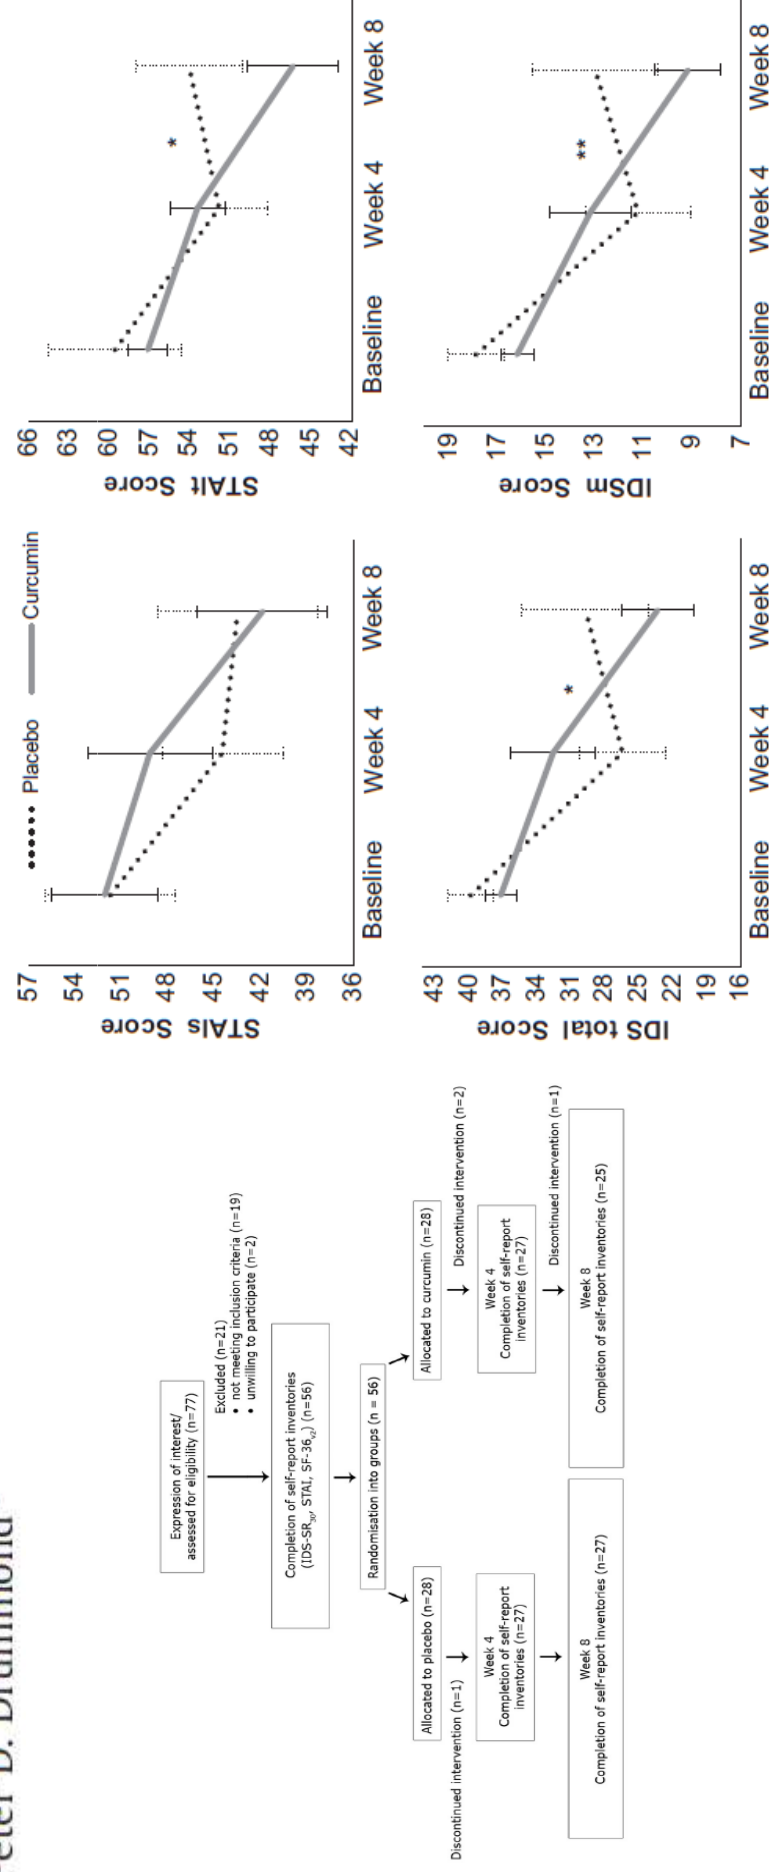 Peter D. Drummond
Expression of interest/
assessed for eligibility (n=77)
Excluded (n=21)
• not meeting inclusion criteria (n=19)
• unwilling to participate (n=2)
Completion of self-report inventories
(IDS-SR30, STAI, SF-36v2) (n=56)
Randomisation into groups (n = 56)
Allocated to placebo (n=28)
Allocated to curcumin (n=28)
Discontinued intervention (n=1)
Discontinued intervention (n=2)
Week 4
Completion of self-report
inventories (n=27)
Week 4
Completion of self-report
inventories (n=27)
Discontinued intervention (n=1)
Week 8
Completion of self-report inventories (n=27)
Week 8
Completion of self-report inventories (n=25)
Placebo
Curcumin
STAIs Score
57
54
51
48
45
42
39
36
Baseline
Week 4
Week 8
STAIt Score
66
63
60
57
54
51
48
45
42
*
Baseline
Week 4
Week 8
IDS total Score
43
40
37
34
31
28
25
22
19
16
*
Baseline
Week 4
Week 8
IDSm Score
19
17
15
13
11
9
7
**
Baseline
Week 4
Week 8